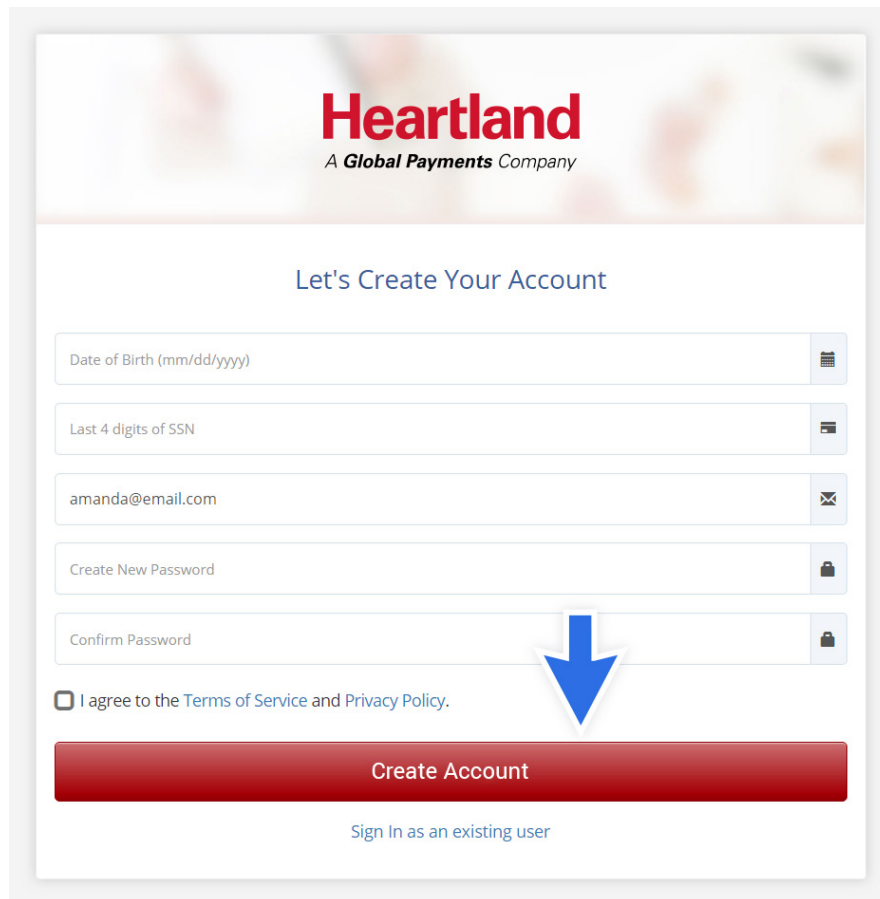 Heartland
A Global Payments Company
Let's Create Your Account
Date of Birth (mm/dd/yyyy)
Last 4 digits of SSN
amanda@email.com
Create New Password
Confirm Password
I agree to the Terms of Service and Privacy Policy.
Create Account
Sign In as an existing user